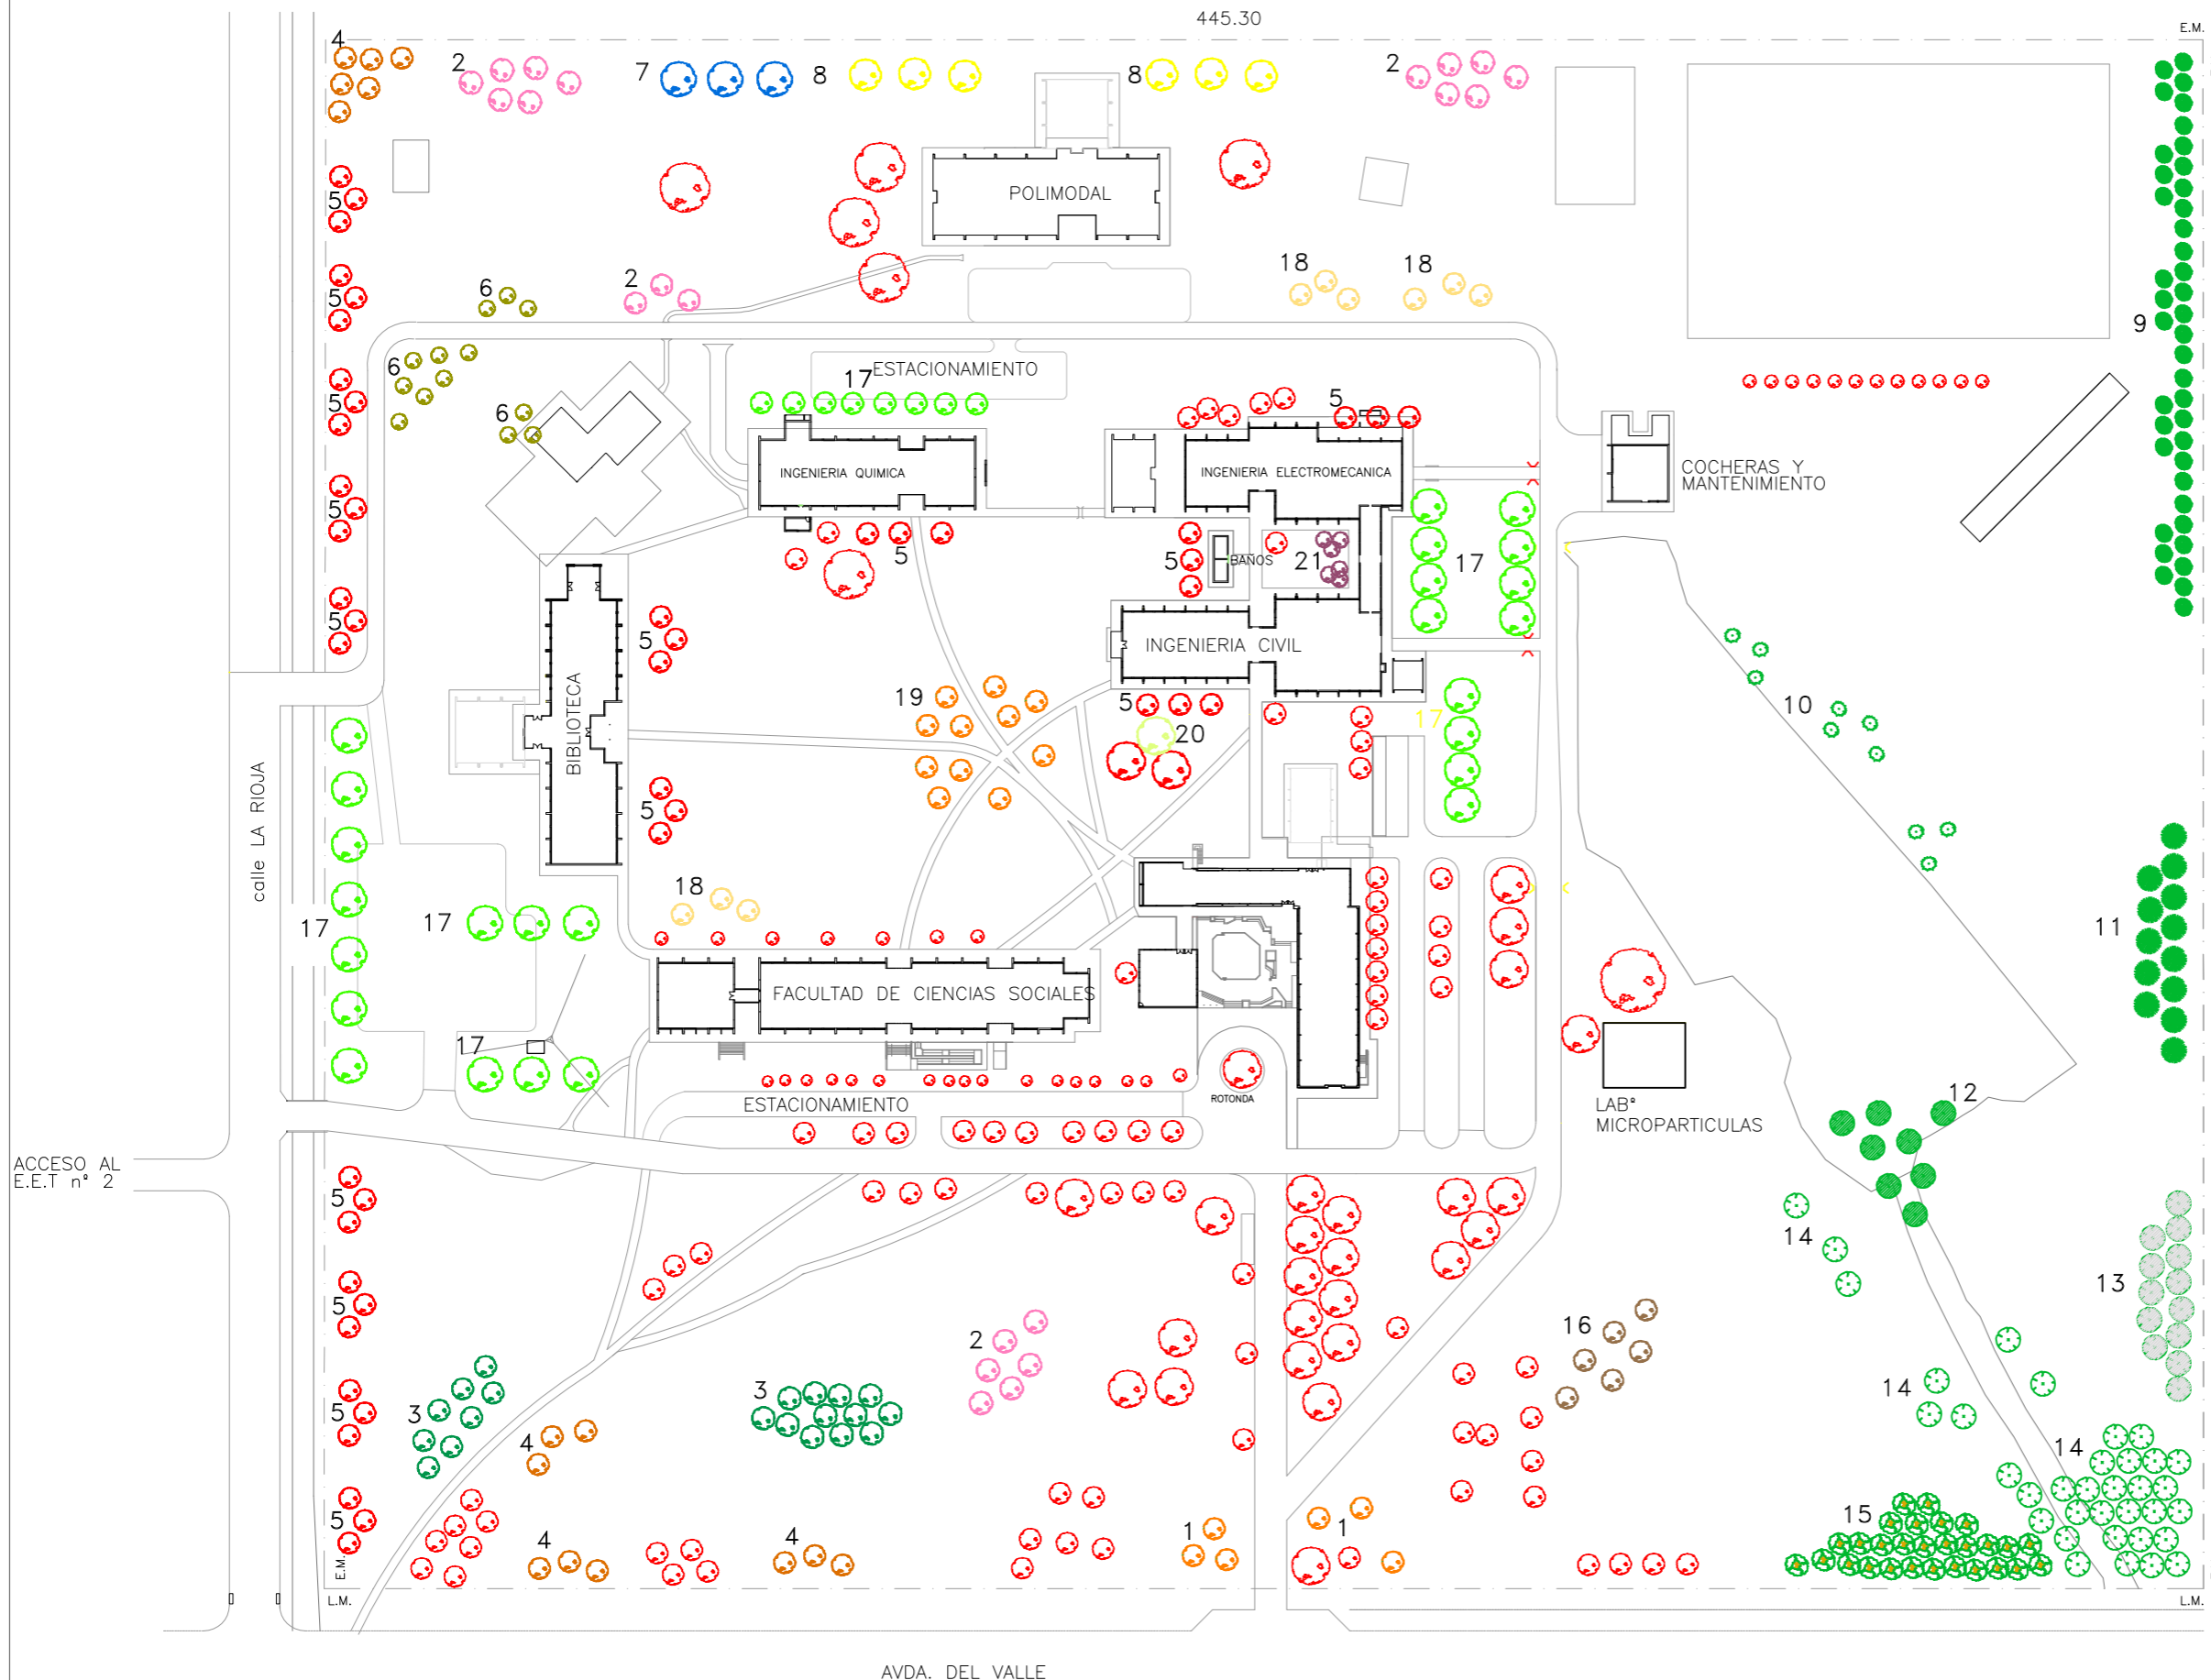 445.30
E.M.
4
2
7
8
8
2
POLIMODAL
5
5
6
2
18
18
9
6
17
ESTACIONAMIENTO
5
5
6
INGENIERIA QUIMICA
INGENIERIA ELECTROMECANICA
COCHERAS Y
MANTENIMIENTO
5
5
5
BAÑOS
21
17
5
5
INGENIERIA CIVIL
BIBLIOTECA
19
5
20
17
10
calle LA RIOJA
5
18
17
17
11
FACULTAD DE CIENCIAS SOCIALES
17
ROTONDA
ESTACIONAMIENTO
LABº
MICROPARTICULAS
12
ACCESO AL
E.E.T nº 2
5
14
13
5
2
16
3
3
5
4
14
14
5
4
4
1
1
15
E.M.
L.M.
L.M.
AVDA. DEL VALLE